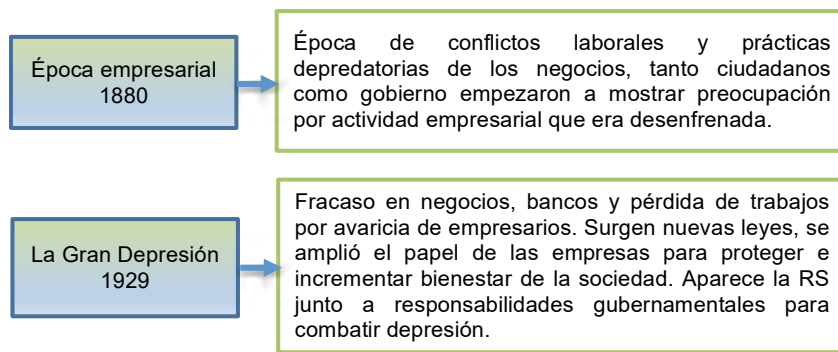 Época empresarial
1880
Época de conflictos laborales y prácticas
depredatorias de los negocios, tanto ciudadanos
como gobierno empezaron a mostrar preocupación
por actividad empresarial que era desenfrenada.
La Gran Depresión
1929
Fracaso en negocios, bancos y pérdida de trabajos
por avaricia de empresarios. Surgen nuevas leyes, se
amplió el papel de las empresas para proteger e
incrementar bienestar de la sociedad. Aparece la RS
junto a responsabilidades gubernamentales para
combatir depresión.